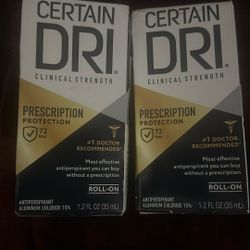 CERTAIN
DRI®
CLINICAL STRENGTH
PRESCRIPTION
PROTECTION
72
#1 DOCTOR
RECOMMENDED*
Most effective
antiperspirant you can buy
without a prescription
ROLL-ON
ANTIPERSPIRANT
ALUMINUM CHLORIDE 15%
1.2 FL OZ (35 mL)
CERTAIN
DRI®
CLINICAL STRENGTH
PRESCRIPTION
PROTECTION
72
#1 DOCTOR
RECOMMENDED*
Most effective
antiperspirant you can buy
without a prescription
ROLL-ON
ANTIPERSPIRANT
ALUMINUM CHLORIDE 15%
1.2 FL OZ (35 mL)